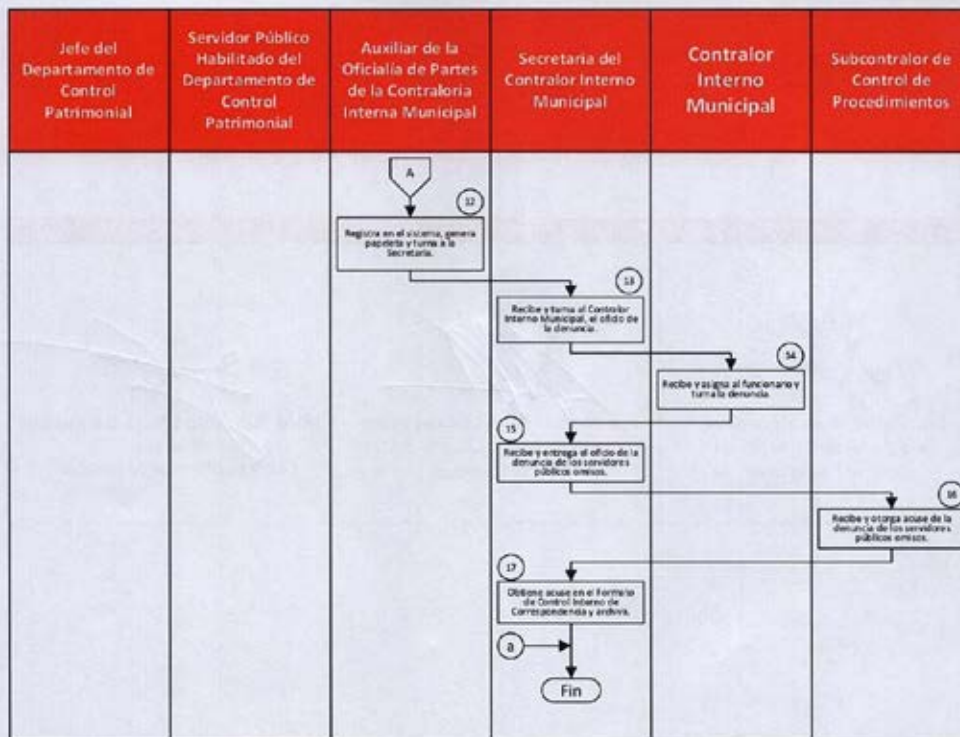 Jefe del
Departamento de
Control
Patrimonial
Servidor Público
Habilitado del
Departamento de
Control
Patrimonial
Auxiliar de la
Oficialía de Partes
de la Contraloría
Interna Municipal
Secretaria del
Contralor Interno
Municipal
Contralor
Interno
Municipal
Subcontralor de
Control de
Procedimientos
A
12
Registra en el sistema, genera
papeleta y turna a la
Secretaria.
13
Recibe y turna al Contralor
Interno Municipal, el oficio de
la denuncia.
14
Recibe y asigna al funcionario y
turna la denuncia.
15
Recibe y entrega el oficio de la
denuncia de los servidores
públicos omisos.
16
Recibe y otorga acuse de la
denuncia de los servidores
públicos omisos.
17
Obtiene acuse en el Formato
de Control Interno de
Correspondencia y archiva.
a
Fin